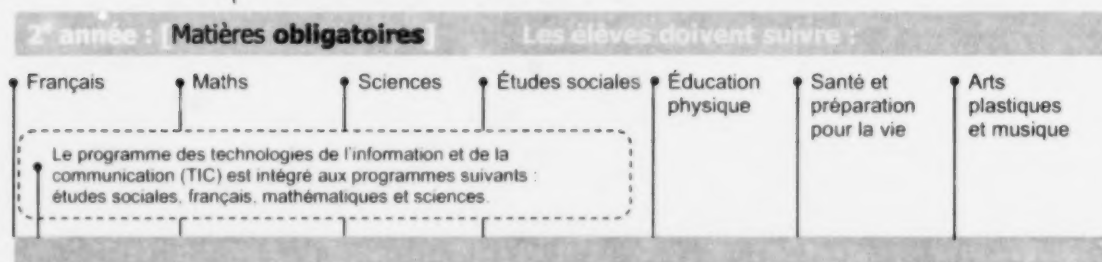 2e année : [Matières obligatoires] Les élèves doivent suivre :
Français
Maths
Sciences
Études sociales
Éducation
physique
Santé et
préparation
pour la vie
Arts
plastiques
et musique
Le programme des technologies de l'information et de la
communication (TIC) est intégré aux programmes suivants :
études sociales, français, mathématiques et sciences.